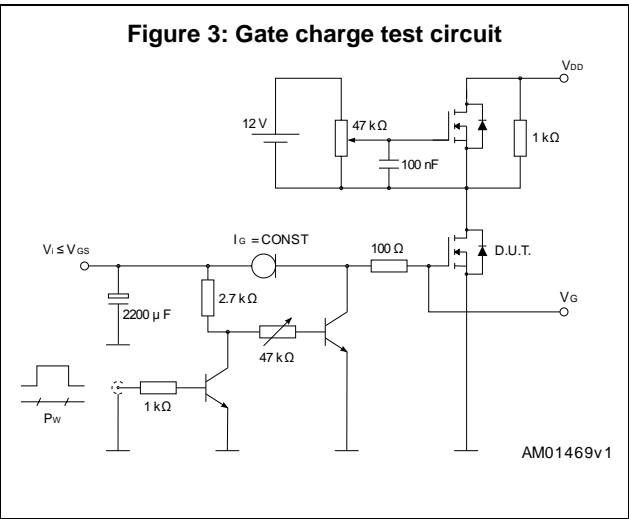 Figure 3: Gate charge test circuit
VDD
12 V
47 kΩ
1 kΩ
100 nF
Vi ≤ VGS
IG = CONST
100 Ω
D.U.T.
2.7 kΩ
VG
2200 μF
47 kΩ
1 kΩ
PW
AM01469v1